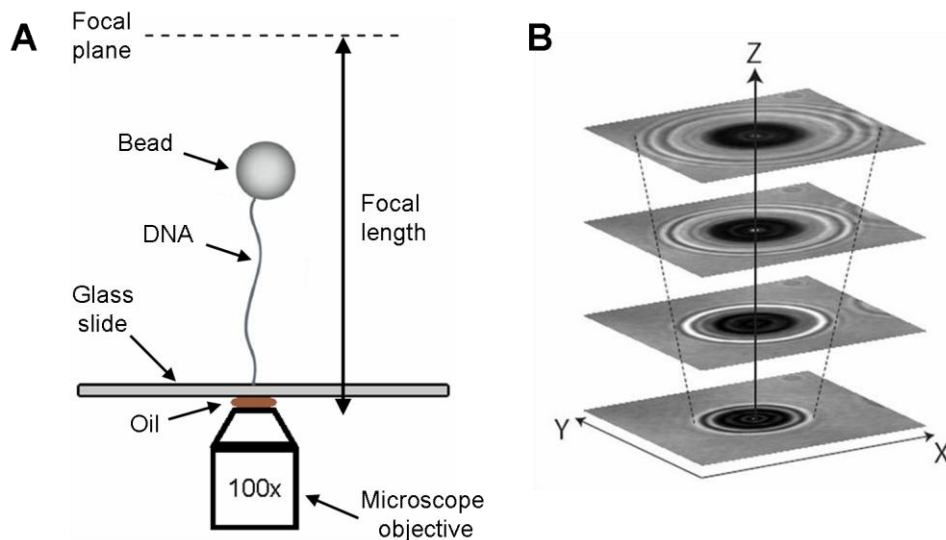 A
Focal
plane
Bead
DNA
Focal
length
Glass
slide
Oil
100x
Microscope
objective
B
Z
Y
X